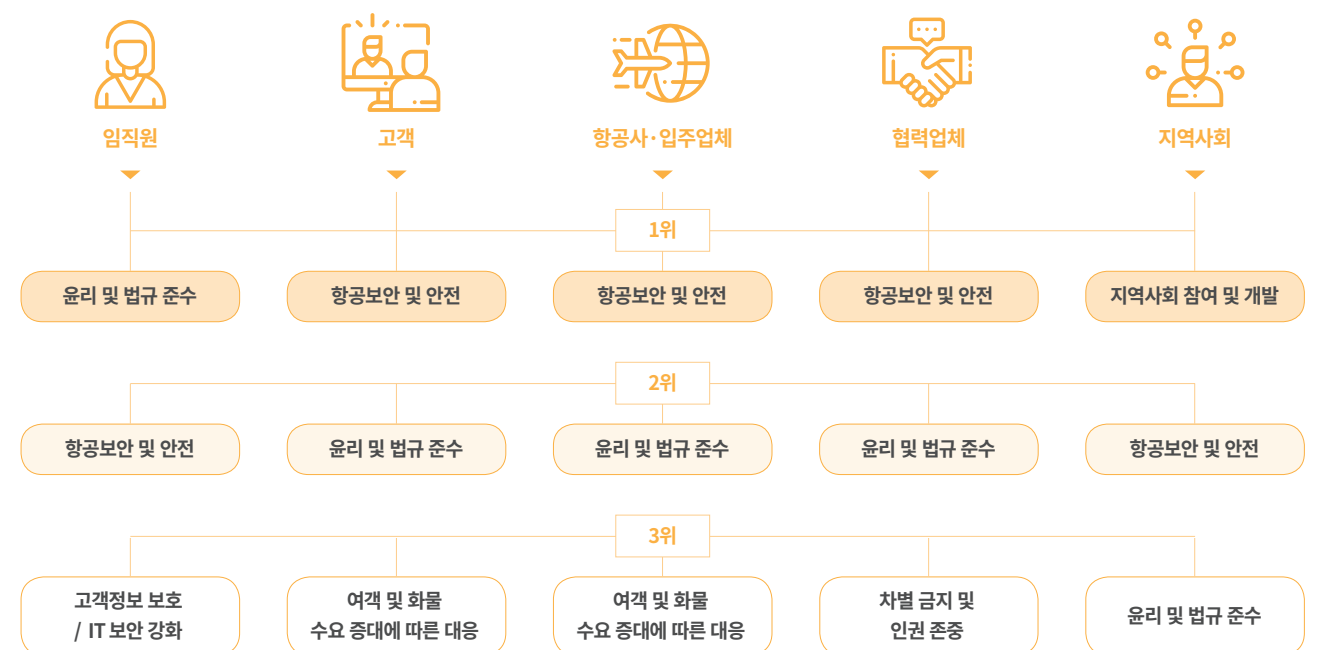 임직원
고객
항공사·입주업체
협력업체
지역사회
1위
윤리 및 법규 준수
항공보안 및 안전
항공보안 및 안전
항공보안 및 안전
지역사회 참여 및 개발
2위
항공보안 및 안전
윤리 및 법규 준수
윤리 및 법규 준수
윤리 및 법규 준수
항공보안 및 안전
3위
고객정보 보호
/ IT 보안 강화
여객 및 화물
수요 증대에 따른 대응
여객 및 화물
수요 증대에 따른 대응
차별 금지 및
인권 존중
윤리 및 법규 준수